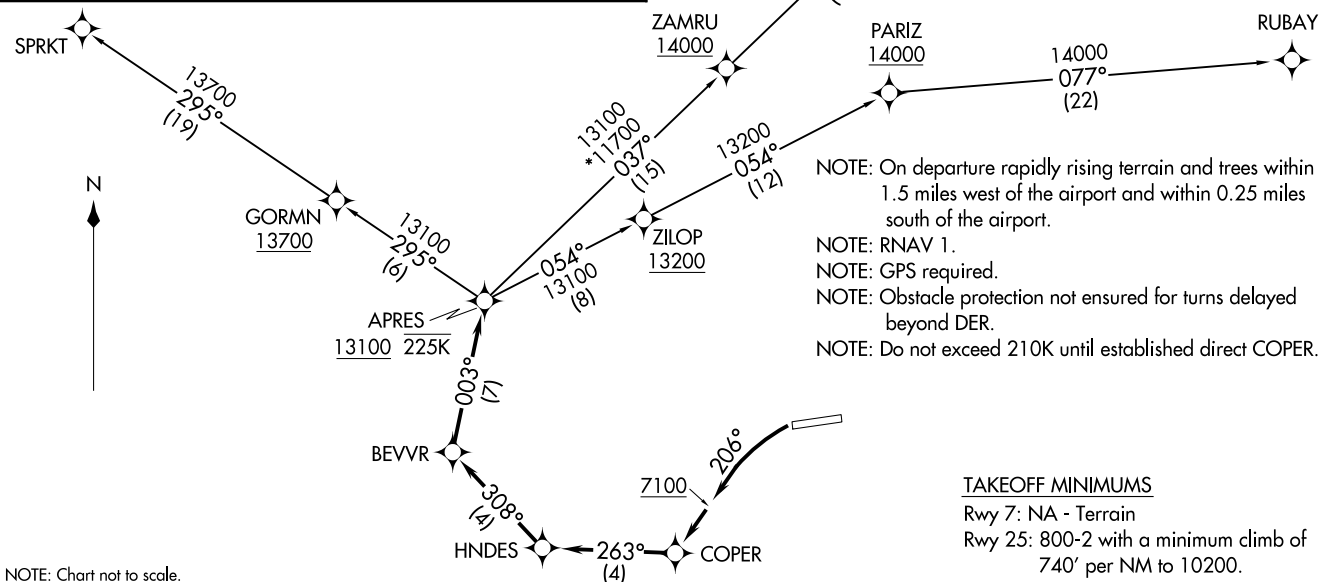 SPRKT
13700
295°
(19)
GORMN
13700
13100
295°
(6)
ZAMRU
14000
13100
*11700
037°
(15)
PARIZ
14000
RUBAY
14000
077°
(22)
13200
054°
(12)
ZILOP
13200
054°
13100
(8)
N
APRES
13100 225K
003°
(7)
BEVVR
308°
(4)
HNDES
263°
(4)
COPER
7100
206°
NOTE: On departure rapidly rising terrain and trees within
1.5 miles west of the airport and within 0.25 miles
south of the airport.
NOTE: RNAV 1.
NOTE: GPS required.
NOTE: Obstacle protection not ensured for turns delayed
beyond DER.
NOTE: Do not exceed 210K until established direct COPER.
TAKEOFF MINIMUMS
Rwy 7: NA - Terrain
Rwy 25: 800-2 with a minimum climb of
740' per NM to 10200.
NOTE: Chart not to scale.